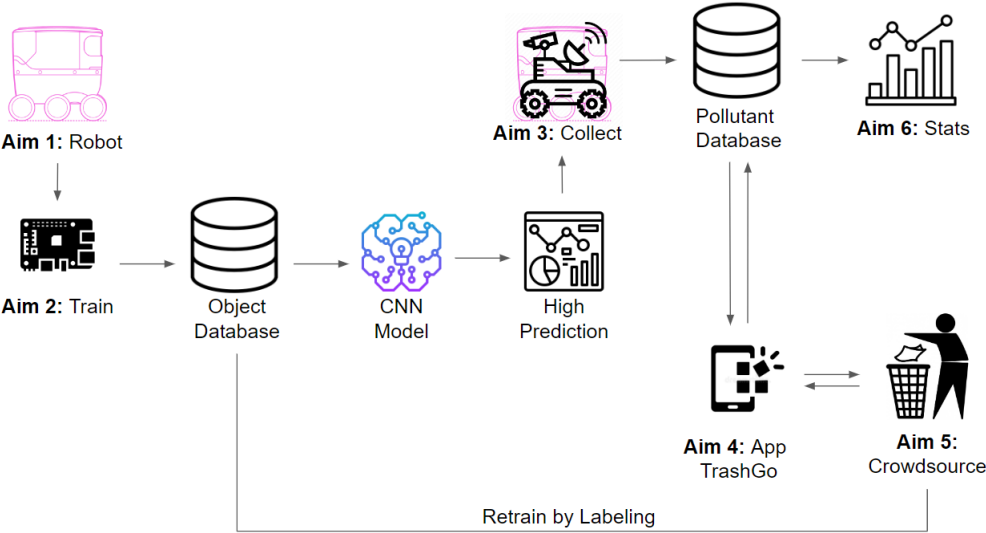 Aim 1: Robot
Aim 3: Collect
Pollutant
Database
Aim 6: Stats
Aim 2: Train
Object
Database
CNN
Model
High
Prediction
Aim 4: App
TrashGo
Aim 5:
Crowdsource
Retrain by Labeling